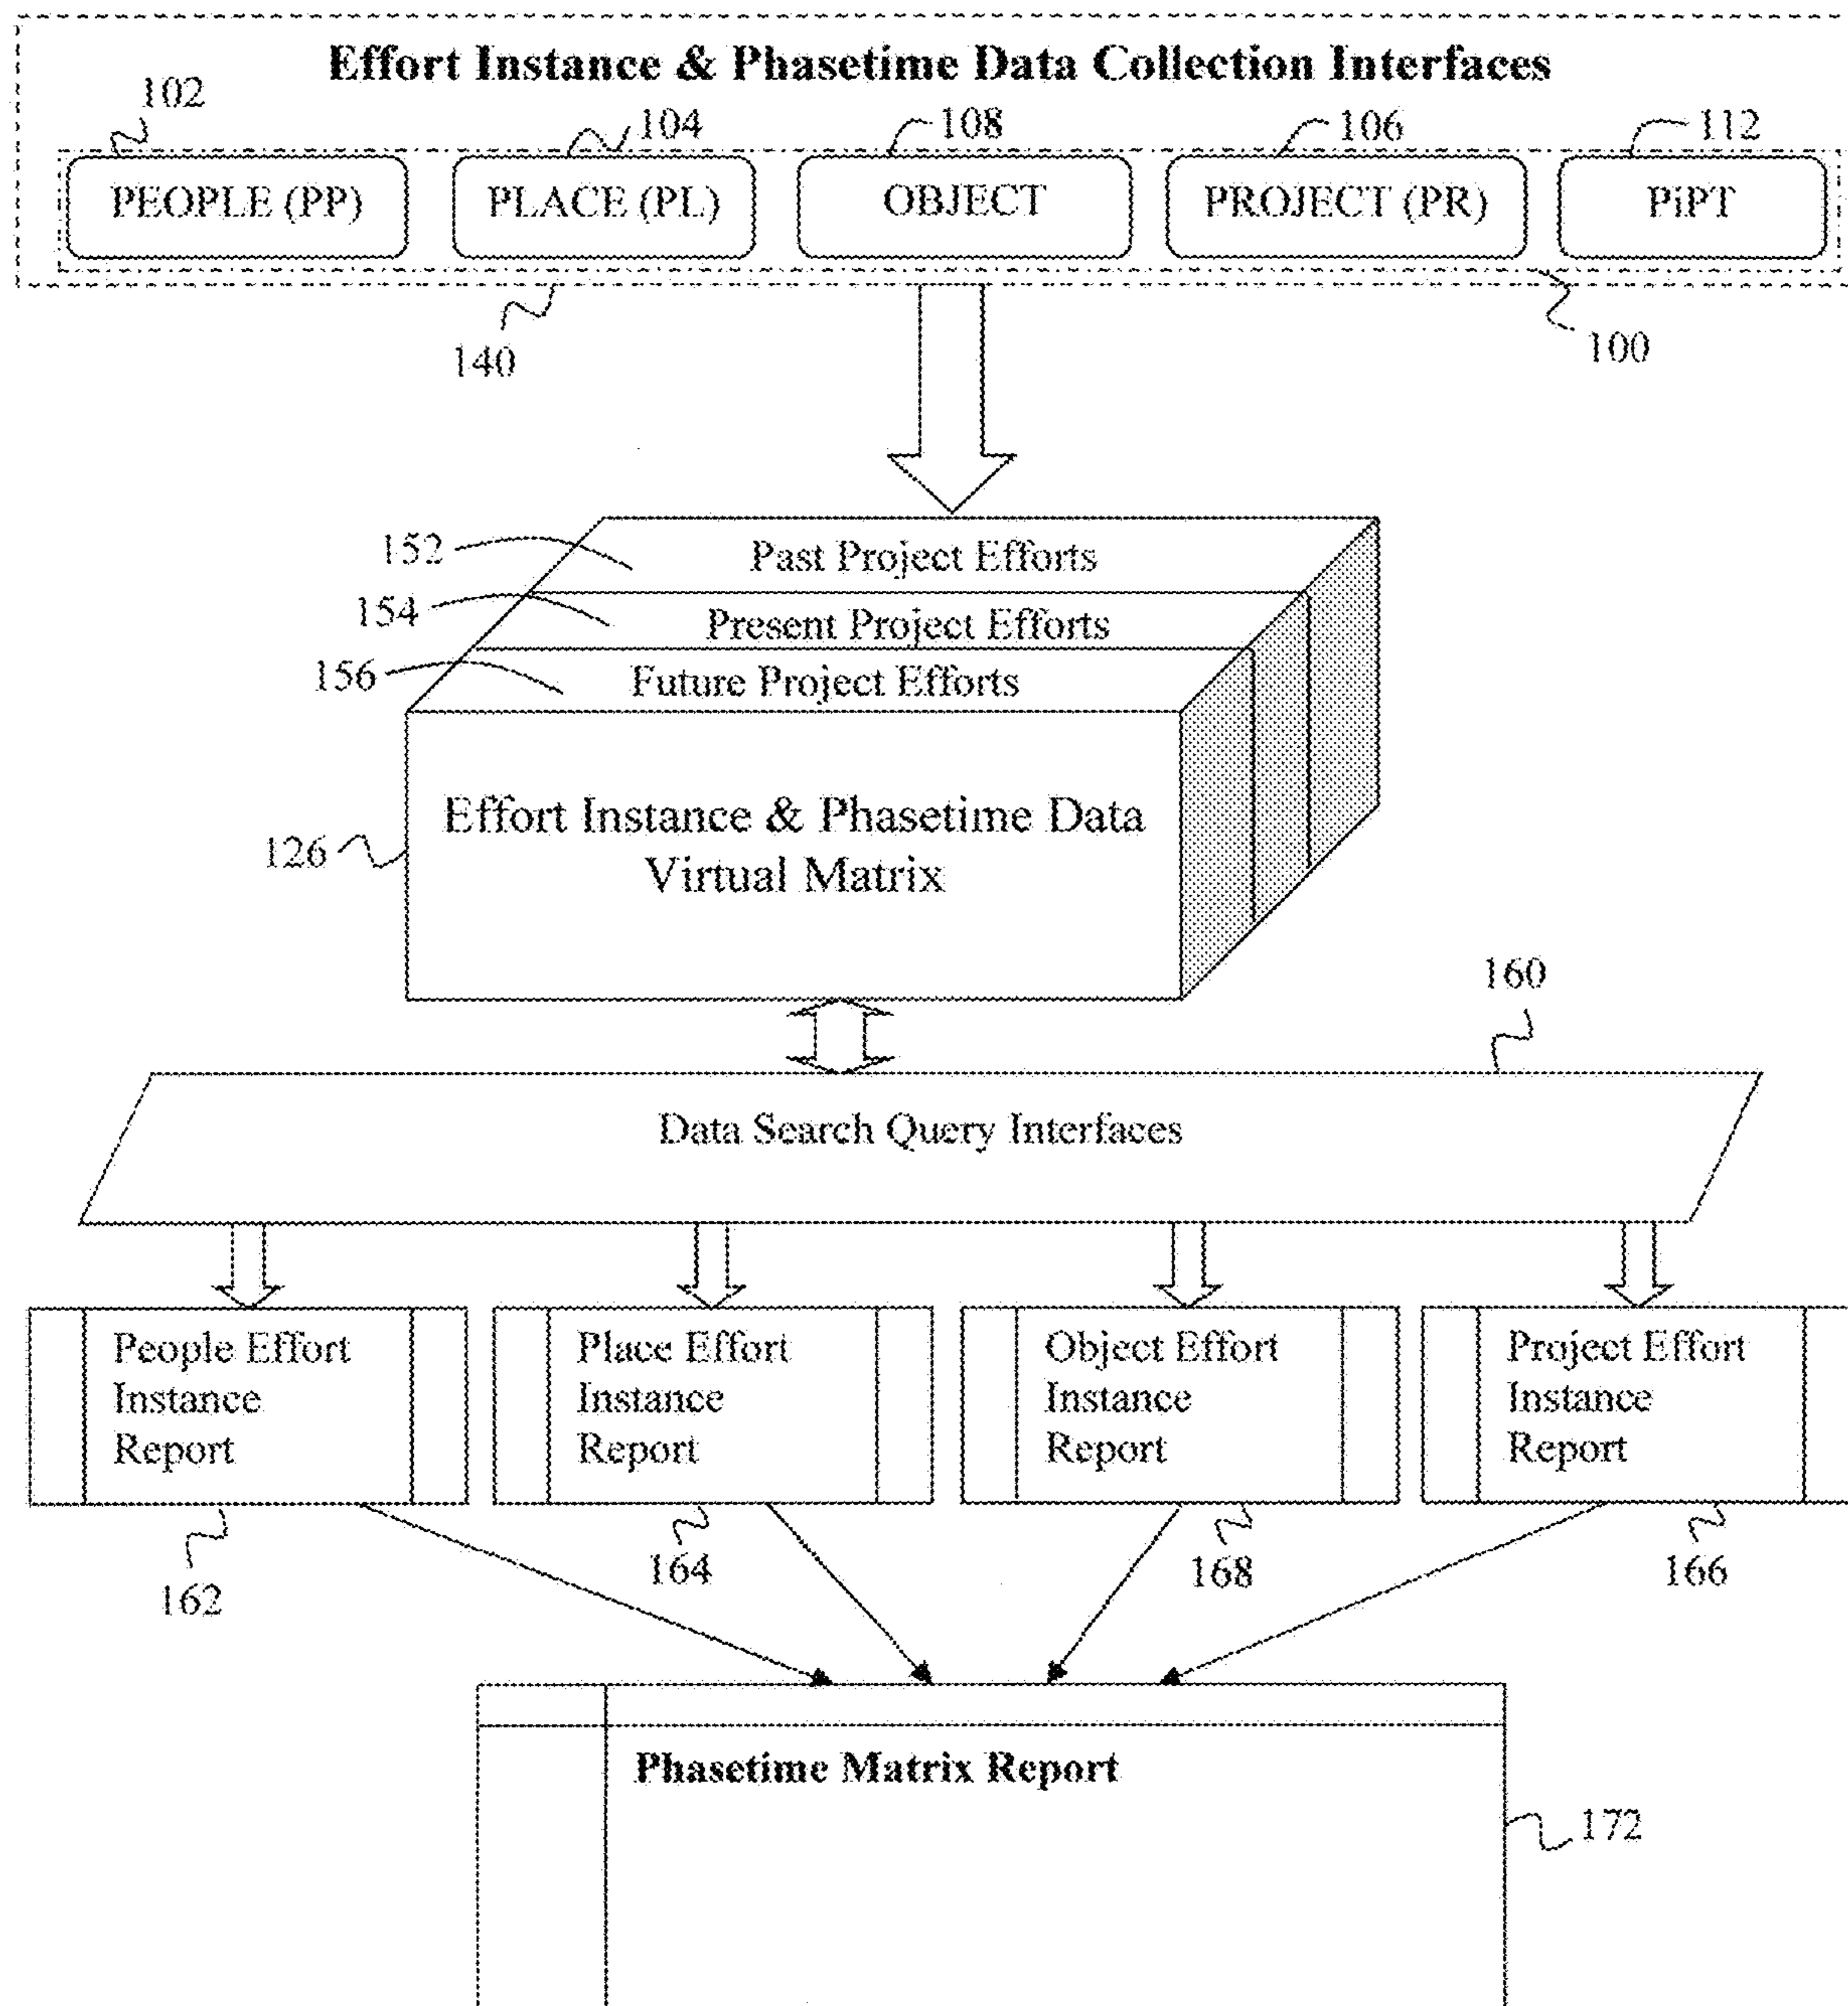 Effort Instance & Phasetime Data Collection Interfaces
102
104
108
106
112
PEOPLE (PP)
PLACE (PL)
OBJECT
PROJECT (PR)
PiPT
140
100
152
Past Project Efforts
154
Present Project Efforts
156
Future Project Efforts
126
Effort Instance & Phasetime Data
Virtual Matrix
160
Data Search Query Interfaces
People Effort
Instance
Report
Place Effort
Instance
Report
Object Effort
Instance
Report
Project Effort
Instance
Report
162
164
168
166
Phasetime Matrix Report
172